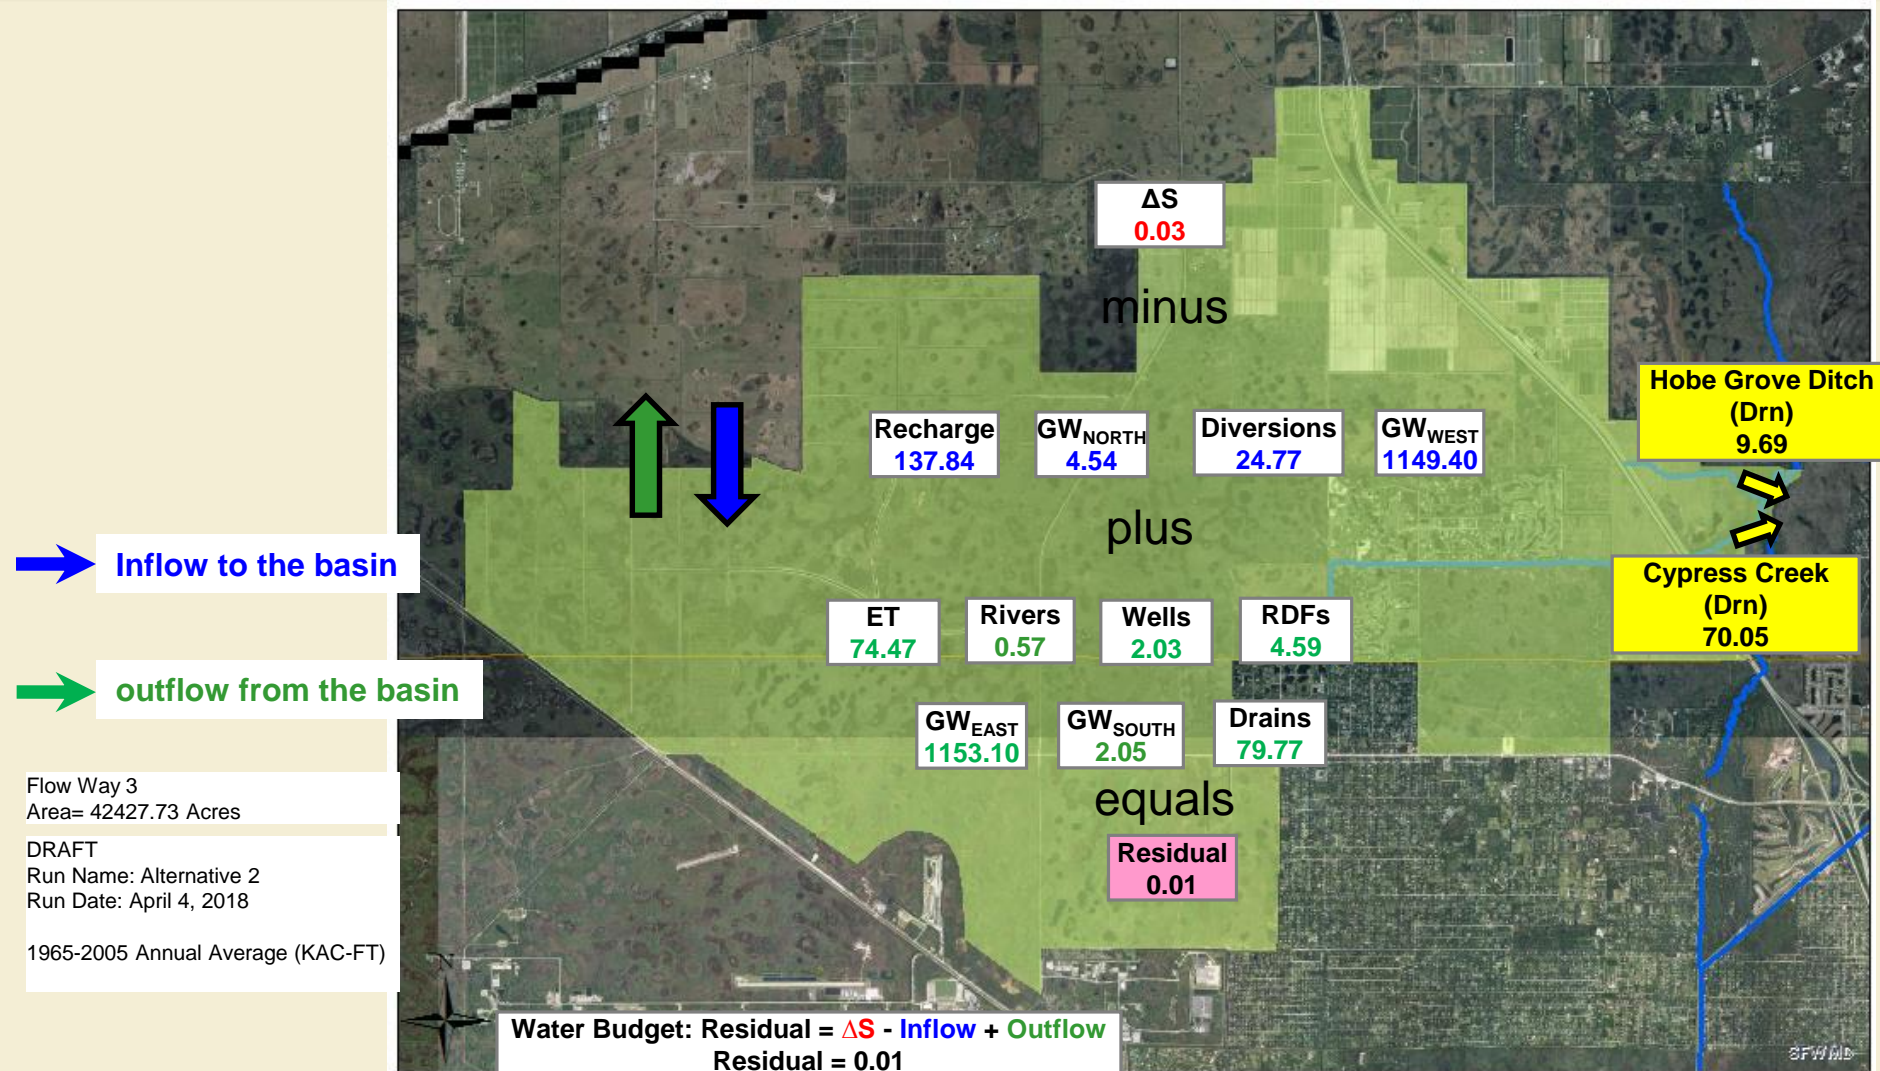 ΔS
0.03
minus
Recharge
137.84
GW_NORTH
4.54
Diversions
24.77
GW_WEST
1149.40
Hobe Grove Ditch
(Drn)
9.69
plus
Inflow to the basin
Cypress Creek
(Drn)
70.05
ET
74.47
Rivers
0.57
Wells
2.03
RDFs
4.59
outflow from the basin
GW_EAST
1153.10
GW_SOUTH
2.05
Drains
79.77
equals
Residual
0.01
Flow Way 3
Area= 42427.73 Acres
DRAFT
Run Name: Alternative 2
Run Date: April 4, 2018
1965-2005 Annual Average (KAC-FT)
N
Water Budget: Residual = ΔS - Inflow + Outflow
Residual = 0.01
SFWMD